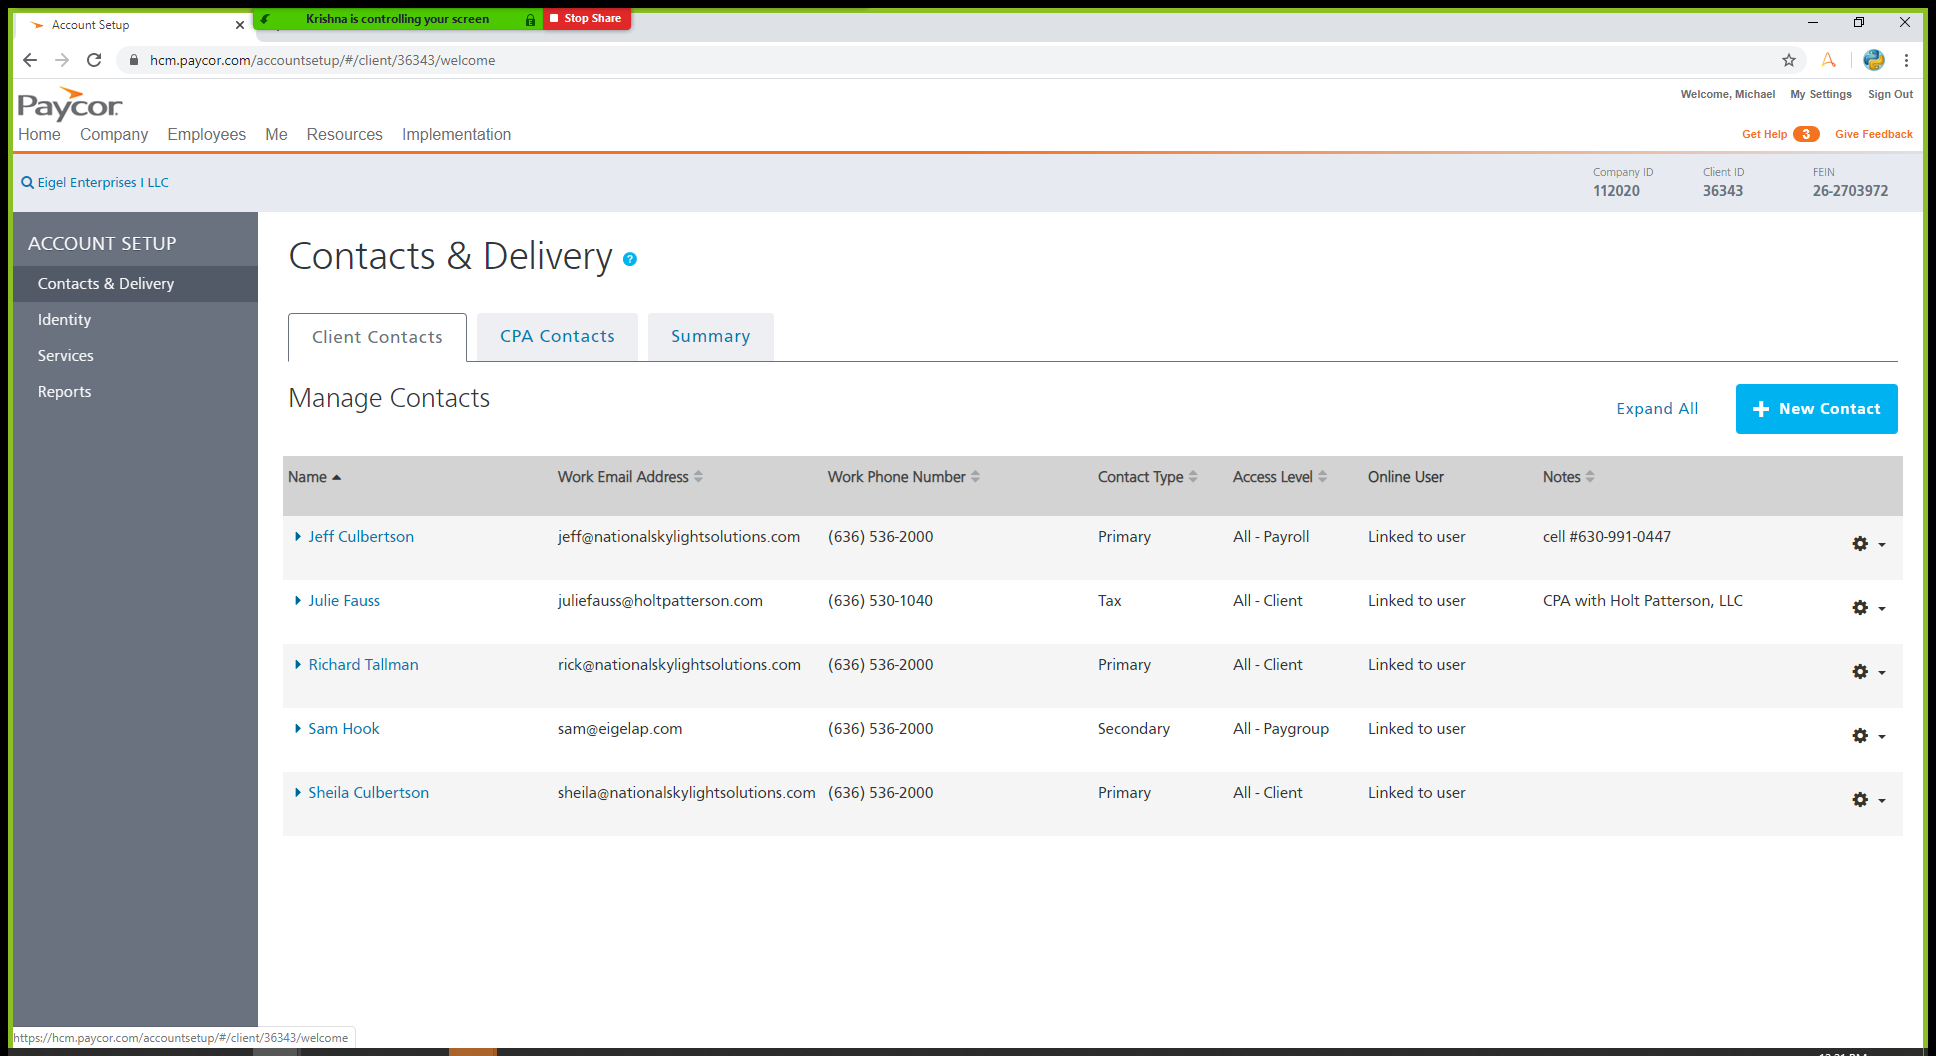 Account Setup
Krishna is controlling your screen
Stop Share
hcm.paycor.com/accountsetup/#/client/36343/welcome
Paycor
Welcome, Michael My Settings Sign Out
Home Company Employees Me Resources Implementation
Get Help 3 Give Feedback
Eigel Enterprises I LLC
Company ID Client ID FEIN
112020 36343 26-2703972
ACCOUNT SETUP
Contacts & Delivery
Identity
Services
Reports
Contacts & Delivery ?
Client Contacts CPA Contacts Summary
Manage Contacts
Expand All + New Contact
Name Work Email Address Work Phone Number Contact Type Access Level Online User Notes
Jeff Culbertson jeff@nationalskylightsolutions.com (636) 536-2000 Primary All - Payroll Linked to user cell #630-991-0447
Julie Fauss juliefauss@holtpatterson.com (636) 530-1040 Tax All - Client Linked to user CPA with Holt Patterson, LLC
Richard Tallman rick@nationalskylightsolutions.com (636) 536-2000 Primary All - Client Linked to user
Sam Hook sam@eigelap.com (636) 536-2000 Secondary All - Paygroup Linked to user
Sheila Culbertson sheila@nationalskylightsolutions.com (636) 536-2000 Primary All - Client Linked to user
https://hcm.paycor.com/accountsetup/#/client/36343/welcome